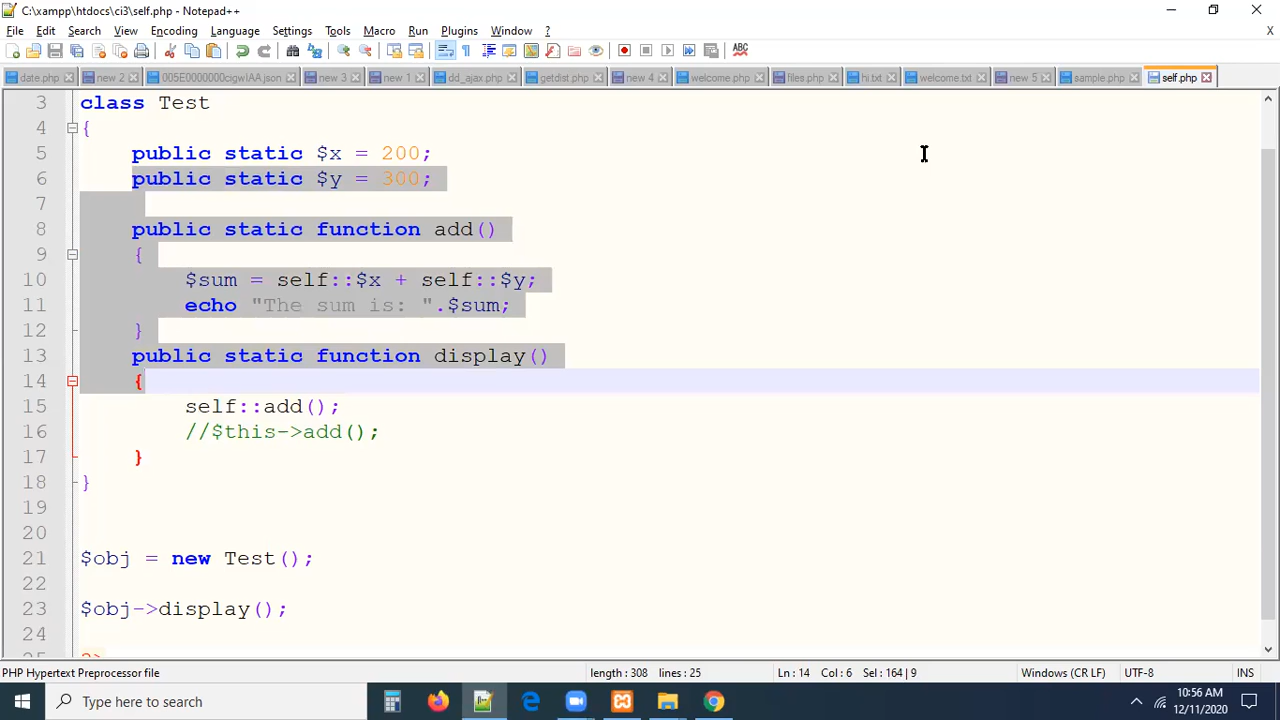 C:\xampp\htdocs\ci3\self.php - Notepad++
File Edit Search View Encoding Language Settings Tools Macro Run Plugins Window ? X
date.php new 2 005E0000000cigwIAA.json new 3 new 1 dd_ajax.php getdist.php new 4 welcome.php files.php hi.txt welcome.txt new 5 sample.php self.php
3 class Test
4 {
5 public static $x = 200;
6 public static $y = 300;
7
8 public static function add()
9 {
10 $sum = self::$x + self::$y;
11 echo "The sum is: ".$sum;
12 }
13 public static function display()
14 {
15 self::add();
16 //$this->add();
17 }
18 }
19
20
21 $obj = new Test();
22
23 $obj->display();
24
25 ?>
PHP Hypertext Preprocessor file length : 308 lines : 25 Ln : 14 Col : 6 Sel : 164 | 9 Windows (CR LF) UTF-8 INS
Type here to search
10:56 AM
12/11/2020